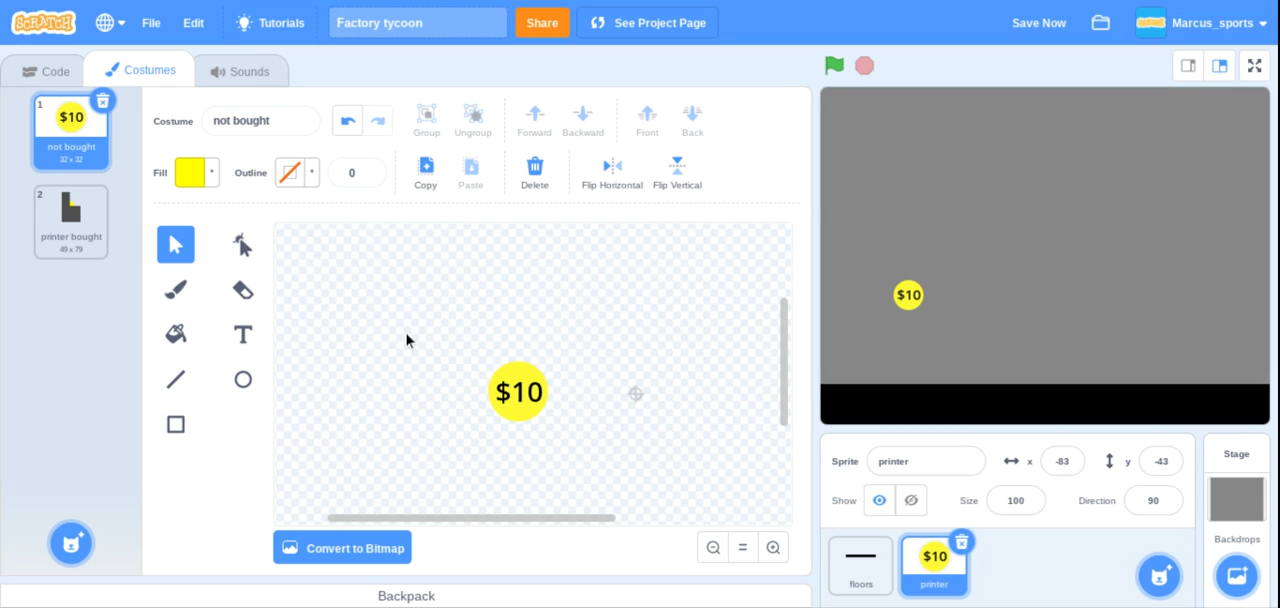 SCRATCH File Edit Tutorials Factory tycoon Share See Project Page Save Now Marcus_sports
Code Costumes Sounds
1
$10
not bought
32 x 32
2
printer bought
49 x 79
Costume not bought Group Ungroup Forward Backward Front Back
Fill Outline 0 Copy Paste Delete Flip Horizontal Flip Vertical
T
$10
Convert to Bitmap
=
Backpack
$10
Sprite printer x -83 y -43
Show Size 100 Direction 90
floors
$10
printer
Stage
Backdrops